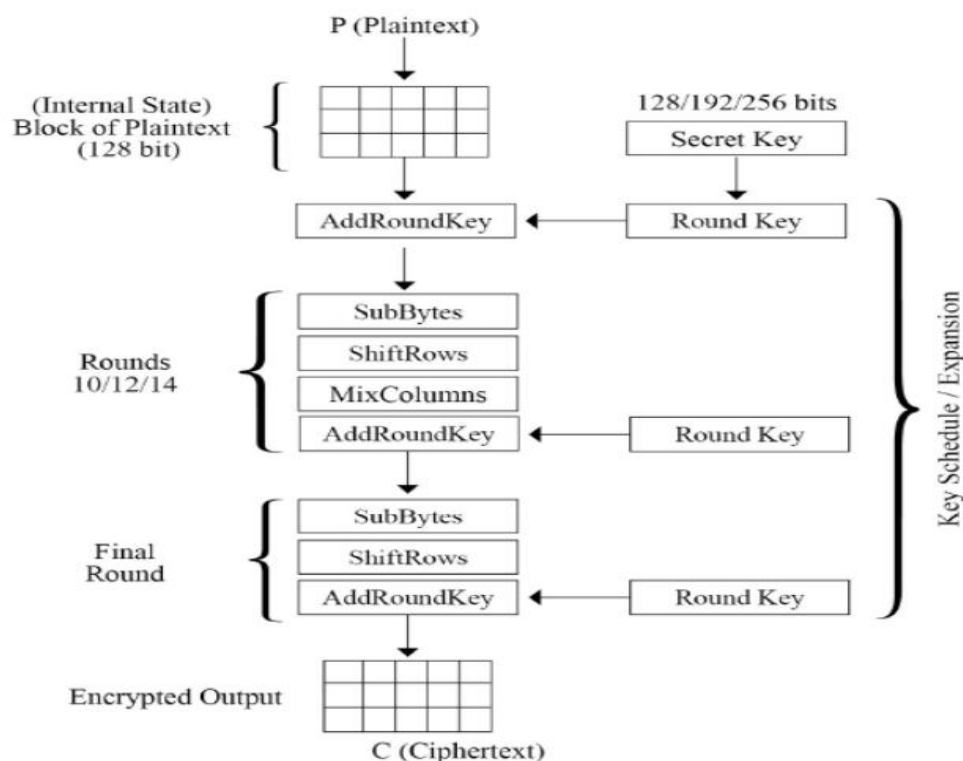 P (Plaintext)
(Internal State)
Block of Plaintext
(128 bit)
128/192/256 bits
Secret Key
AddRoundKey
Round Key
SubBytes
ShiftRows
MixColumns
AddRoundKey
Rounds
10/12/14
Round Key
SubBytes
ShiftRows
AddRoundKey
Final
Round
Round Key
Key Schedule / Expansion
Encrypted Output
C (Ciphertext)